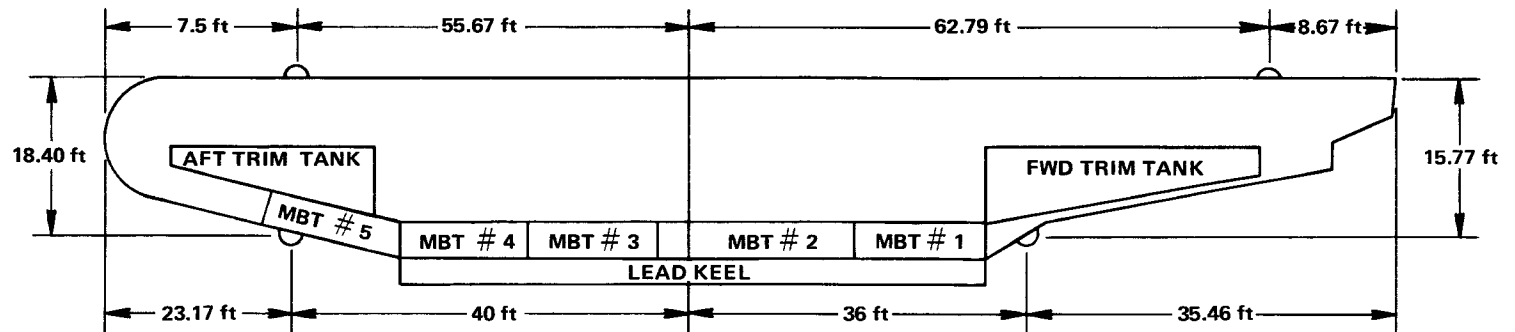 7.5 ft 55.67 ft 62.79 ft 8.67 ft
18.40 ft
AFT TRIM TANK
FWD TRIM TANK
15.77 ft
MBT # 5
MBT # 4 MBT # 3 MBT # 2 MBT # 1
LEAD KEEL
23.17 ft 40 ft 36 ft 35.46 ft